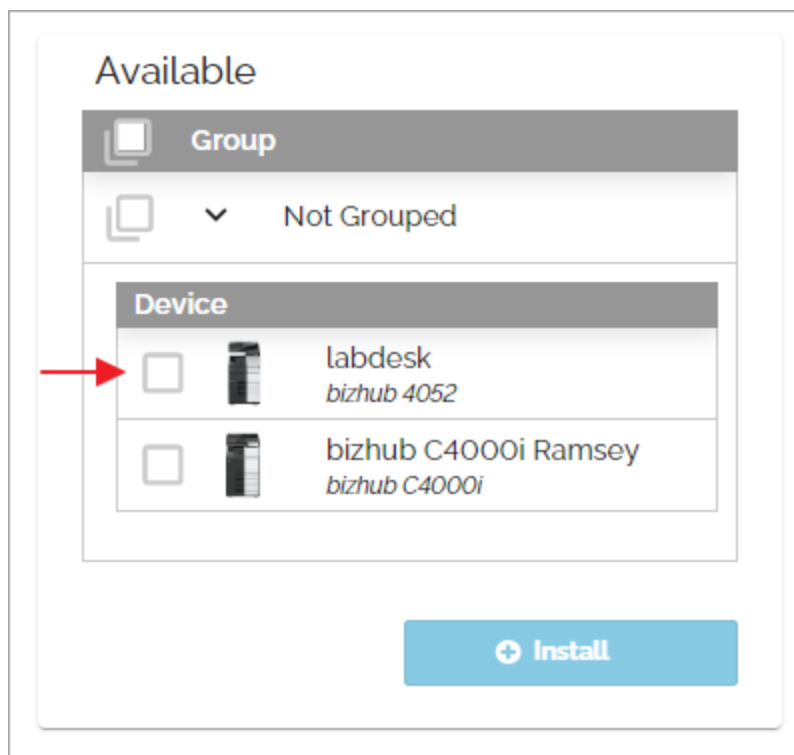 Available
Group
Not Grouped
Device
labdesk
bizhub 4052
bizhub C4000i Ramsey
bizhub C4000i
Install